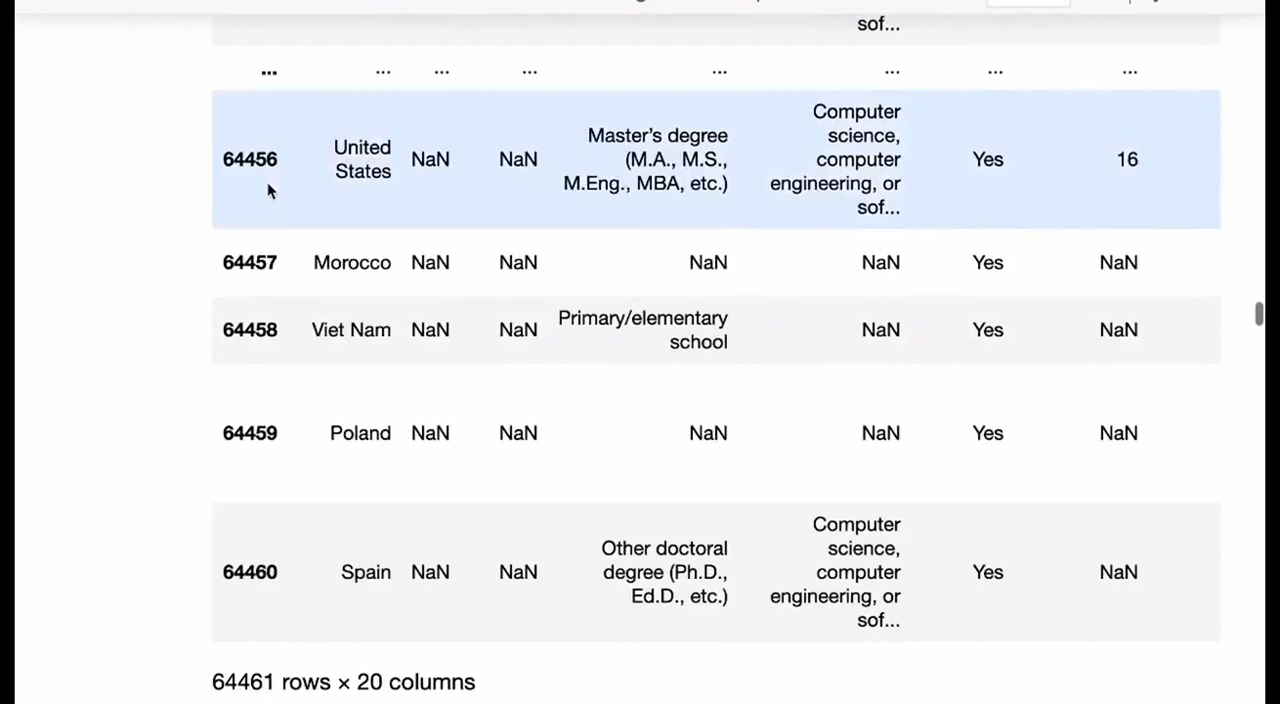 sof...
... ... ... ... ... ... ... ...
64456 United States NaN NaN Master's degree (M.A., M.S., M.Eng., MBA, etc.) Computer science, computer engineering, or sof... Yes 16
64457 Morocco NaN NaN NaN NaN Yes NaN
64458 Viet Nam NaN NaN Primary/elementary school NaN Yes NaN
64459 Poland NaN NaN NaN NaN Yes NaN
64460 Spain NaN NaN Other doctoral degree (Ph.D., Ed.D., etc.) Computer science, computer engineering, or sof... Yes NaN
64461 rows × 20 columns